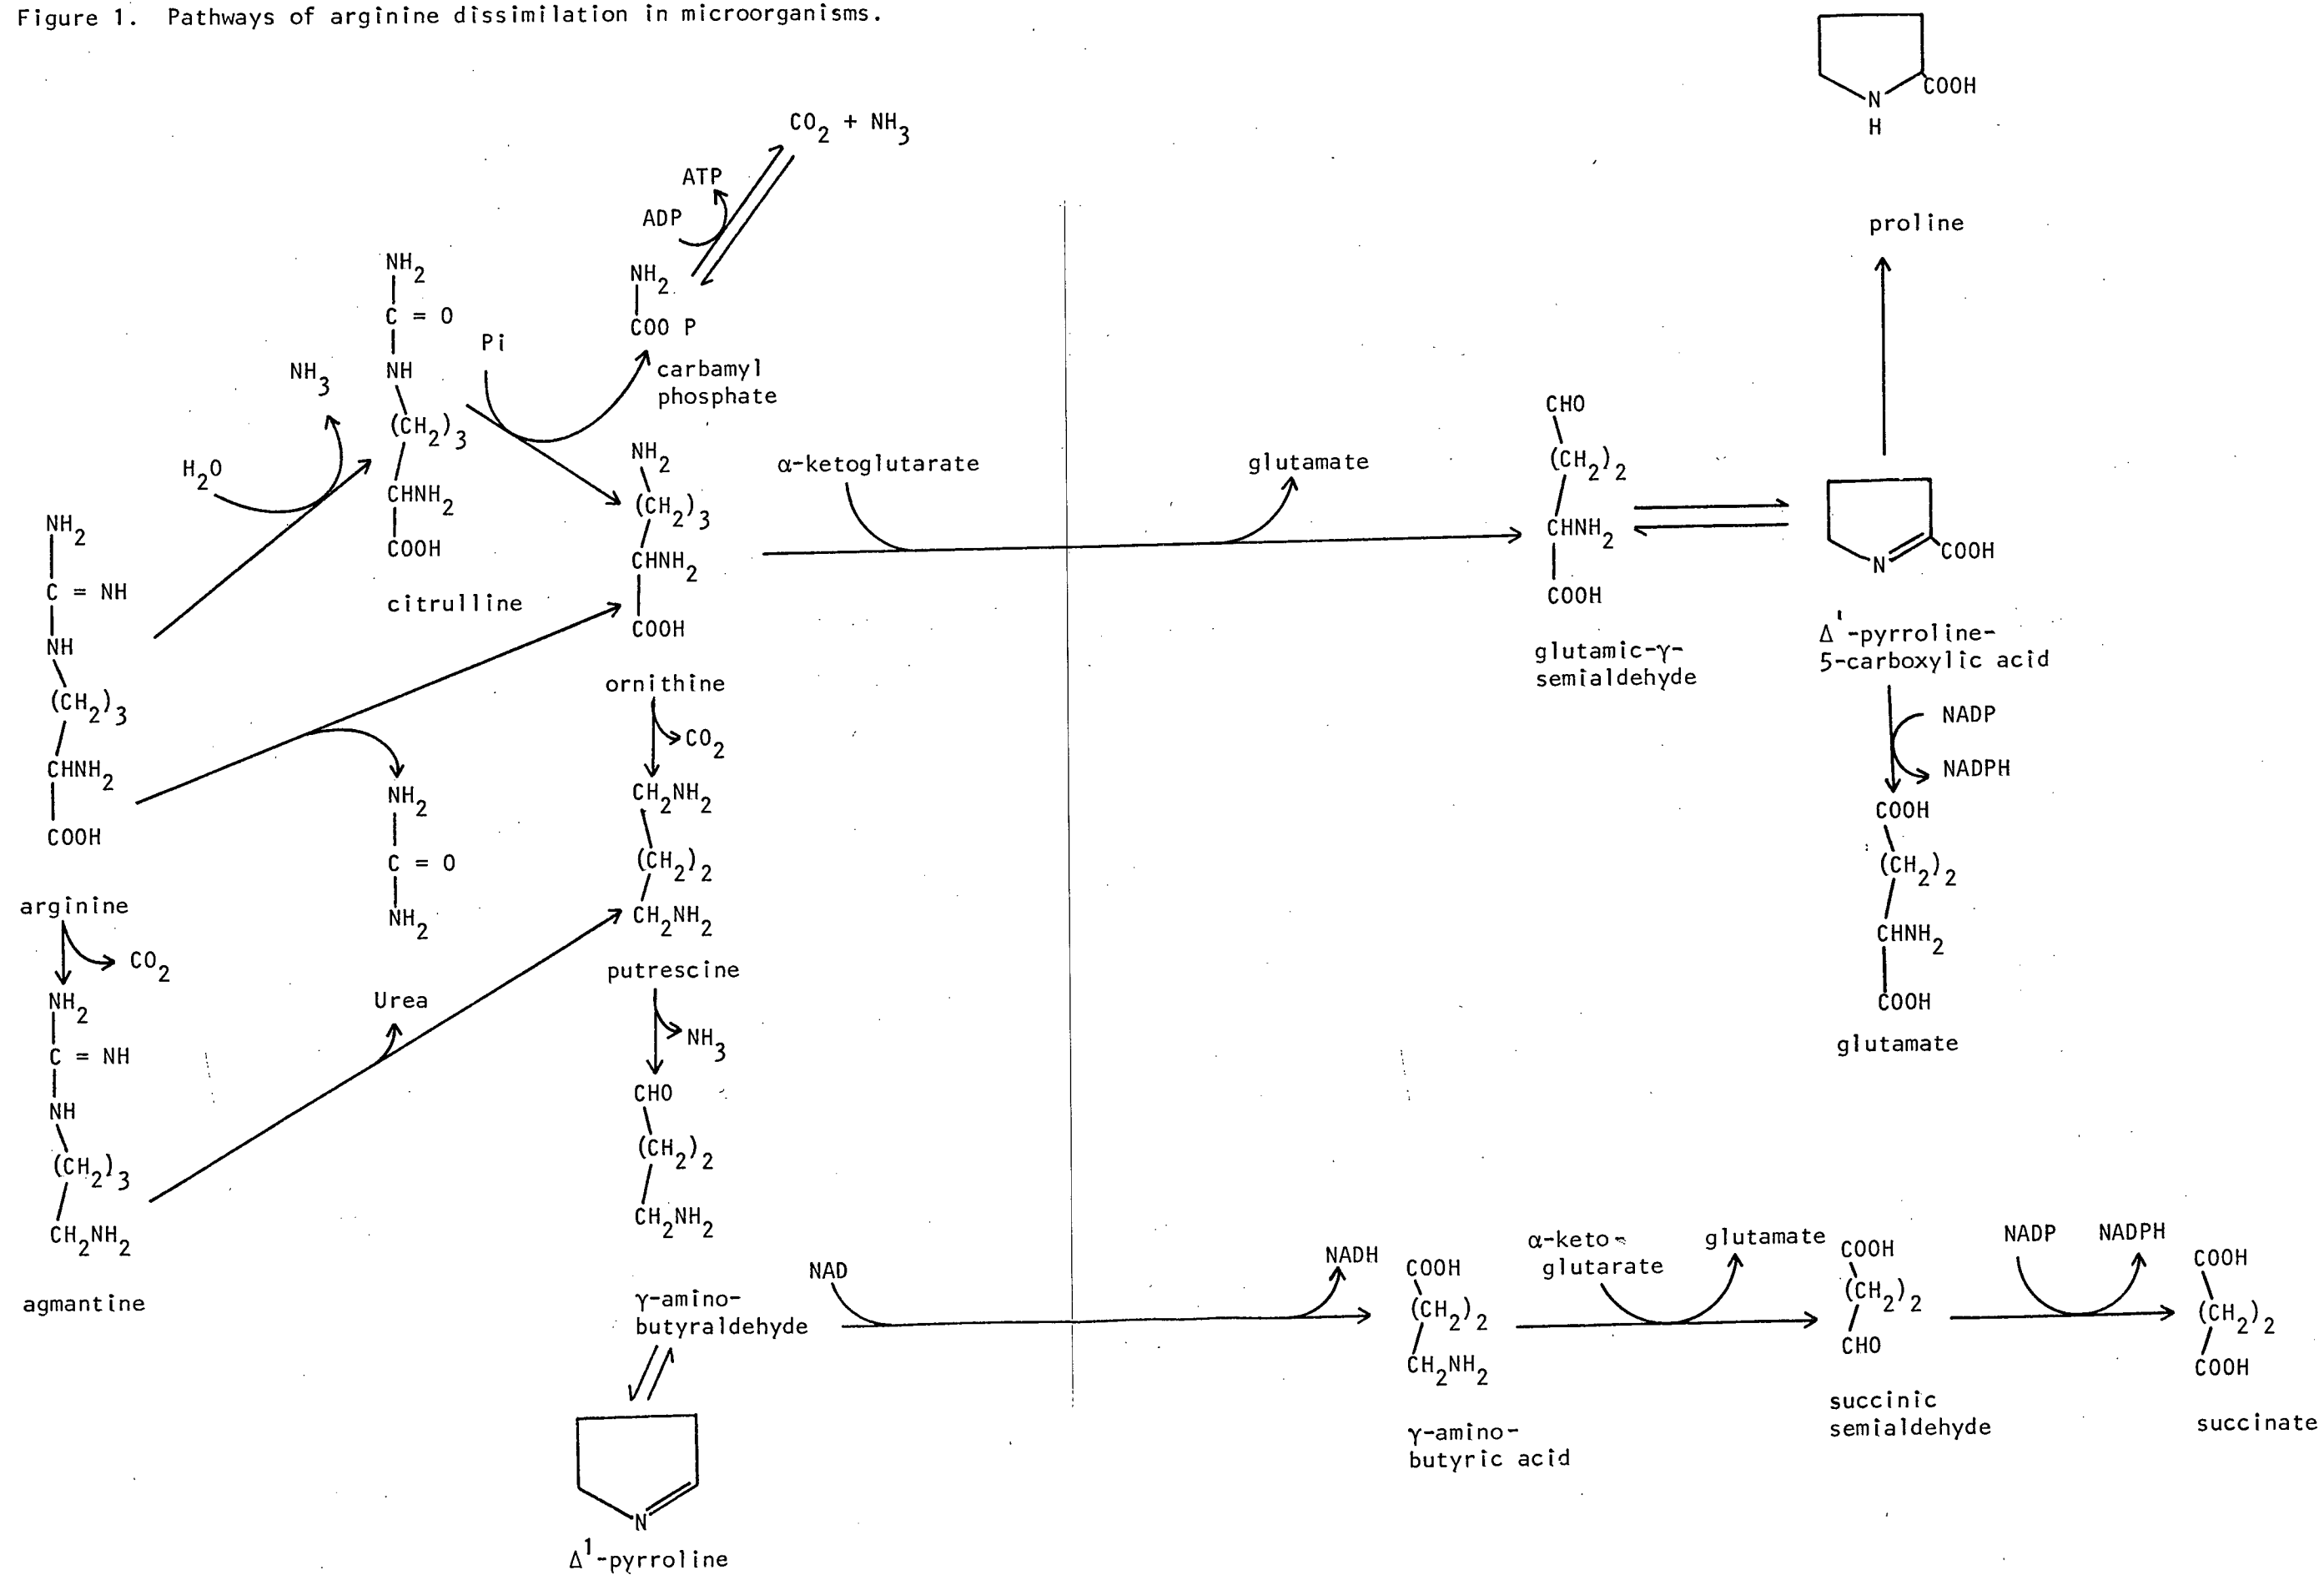 Figure 1. Pathways of arginine dissimilation in microorganisms.
N
H
COOH
proline
CO2 + NH3
ATP
ADP
NH2
COO P
carbamyl
phosphate
Pi
NH2
C = O
NH
(CH2)3
CHNH2
COOH
citrulline
NH3
H2O
NH2
C = NH
NH
(CH2)3
CHNH2
COOH
arginine
CO2
NH2
C = NH
NH
(CH2)3
CH2NH2
agmantine
NH2
C = O
NH2
Urea
NH2
(CH2)3
CHNH2
COOH
ornithine
CO2
CH2NH2
(CH2)2
CH2NH2
putrescine
NH3
CHO
(CH2)2
CH2NH2
γ-amino-
butyraldehyde
N
Δ1-pyrroline
α-ketoglutarate
glutamate
CHO
(CH2)2
CHNH2
COOH
glutamic-γ-
semialdehyde
N
COOH
Δ'-pyrroline-
5-carboxylic acid
NADP
NADPH
COOH
(CH2)2
CHNH2
COOH
glutamate
NAD
NADH
COOH
(CH2)2
CH2NH2
γ-amino-
butyric acid
α-keto-
glutarate
glutamate
COOH
(CH2)2
CHO
succinic
semialdehyde
NADP
NADPH
COOH
(CH2)2
COOH
succinate